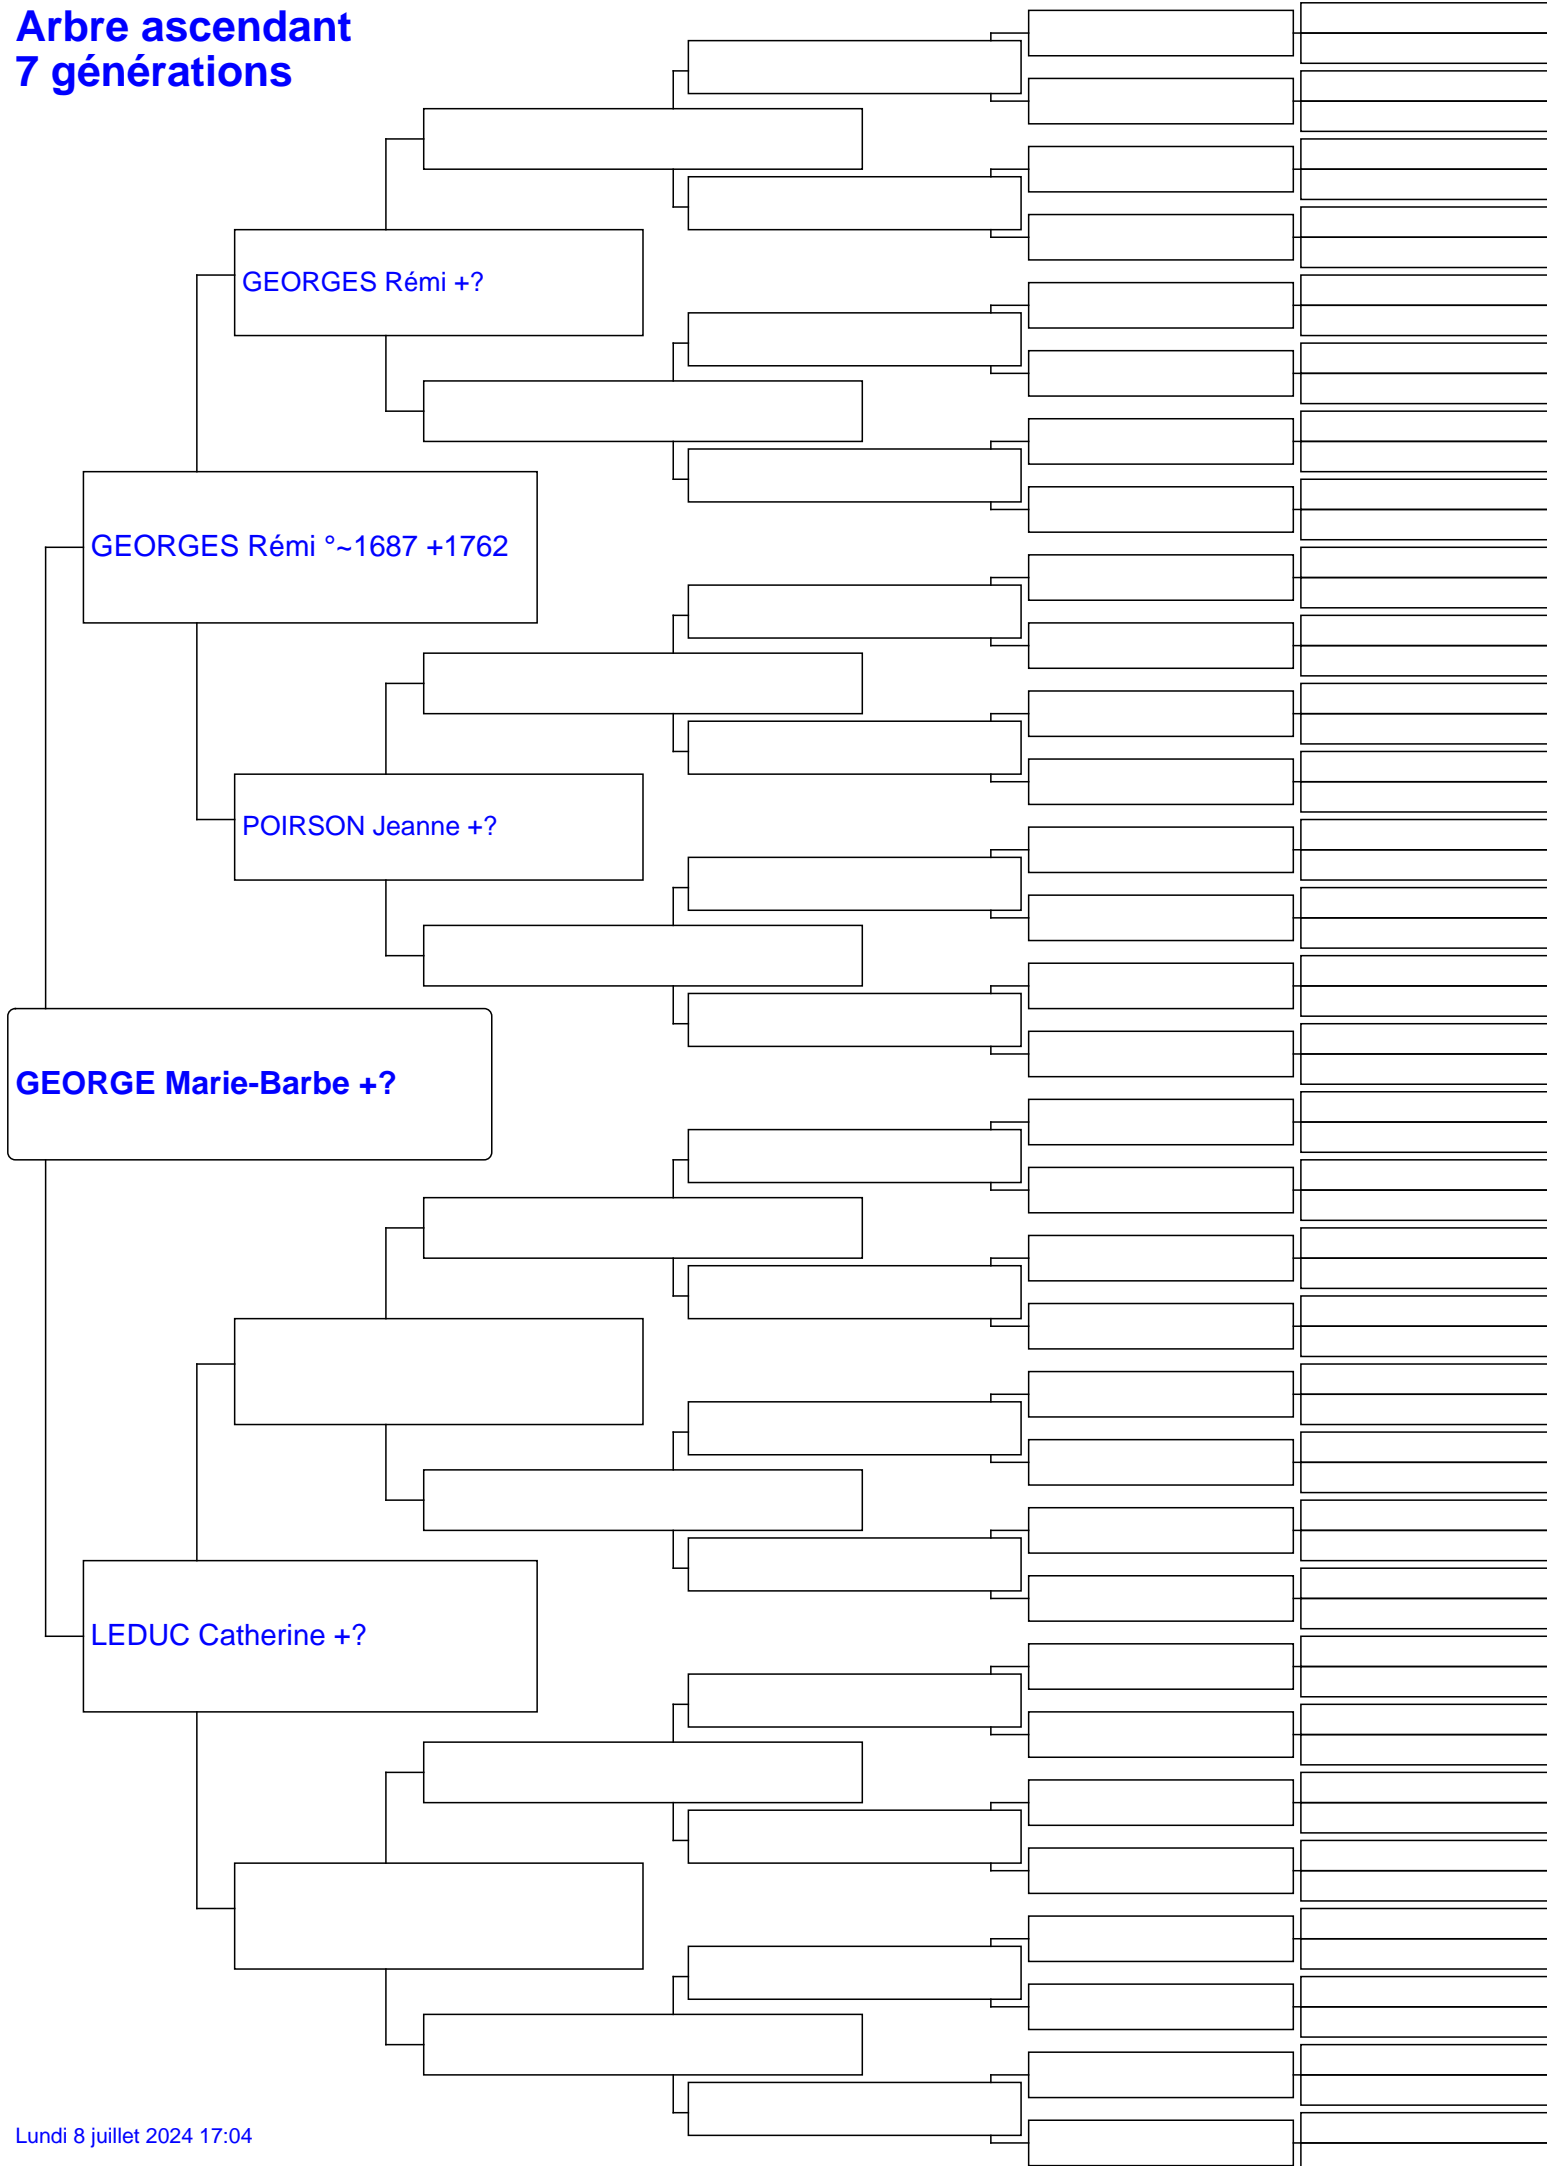 Arbre ascendant
7 générations
GEORGES Rémi +?
GEORGES Rémi °~1687 +1762
POIRSON Jeanne +?
GEORGE Marie-Barbe +?
LEDUC Catherine +?
Lundi 8 juillet 2024 17:04